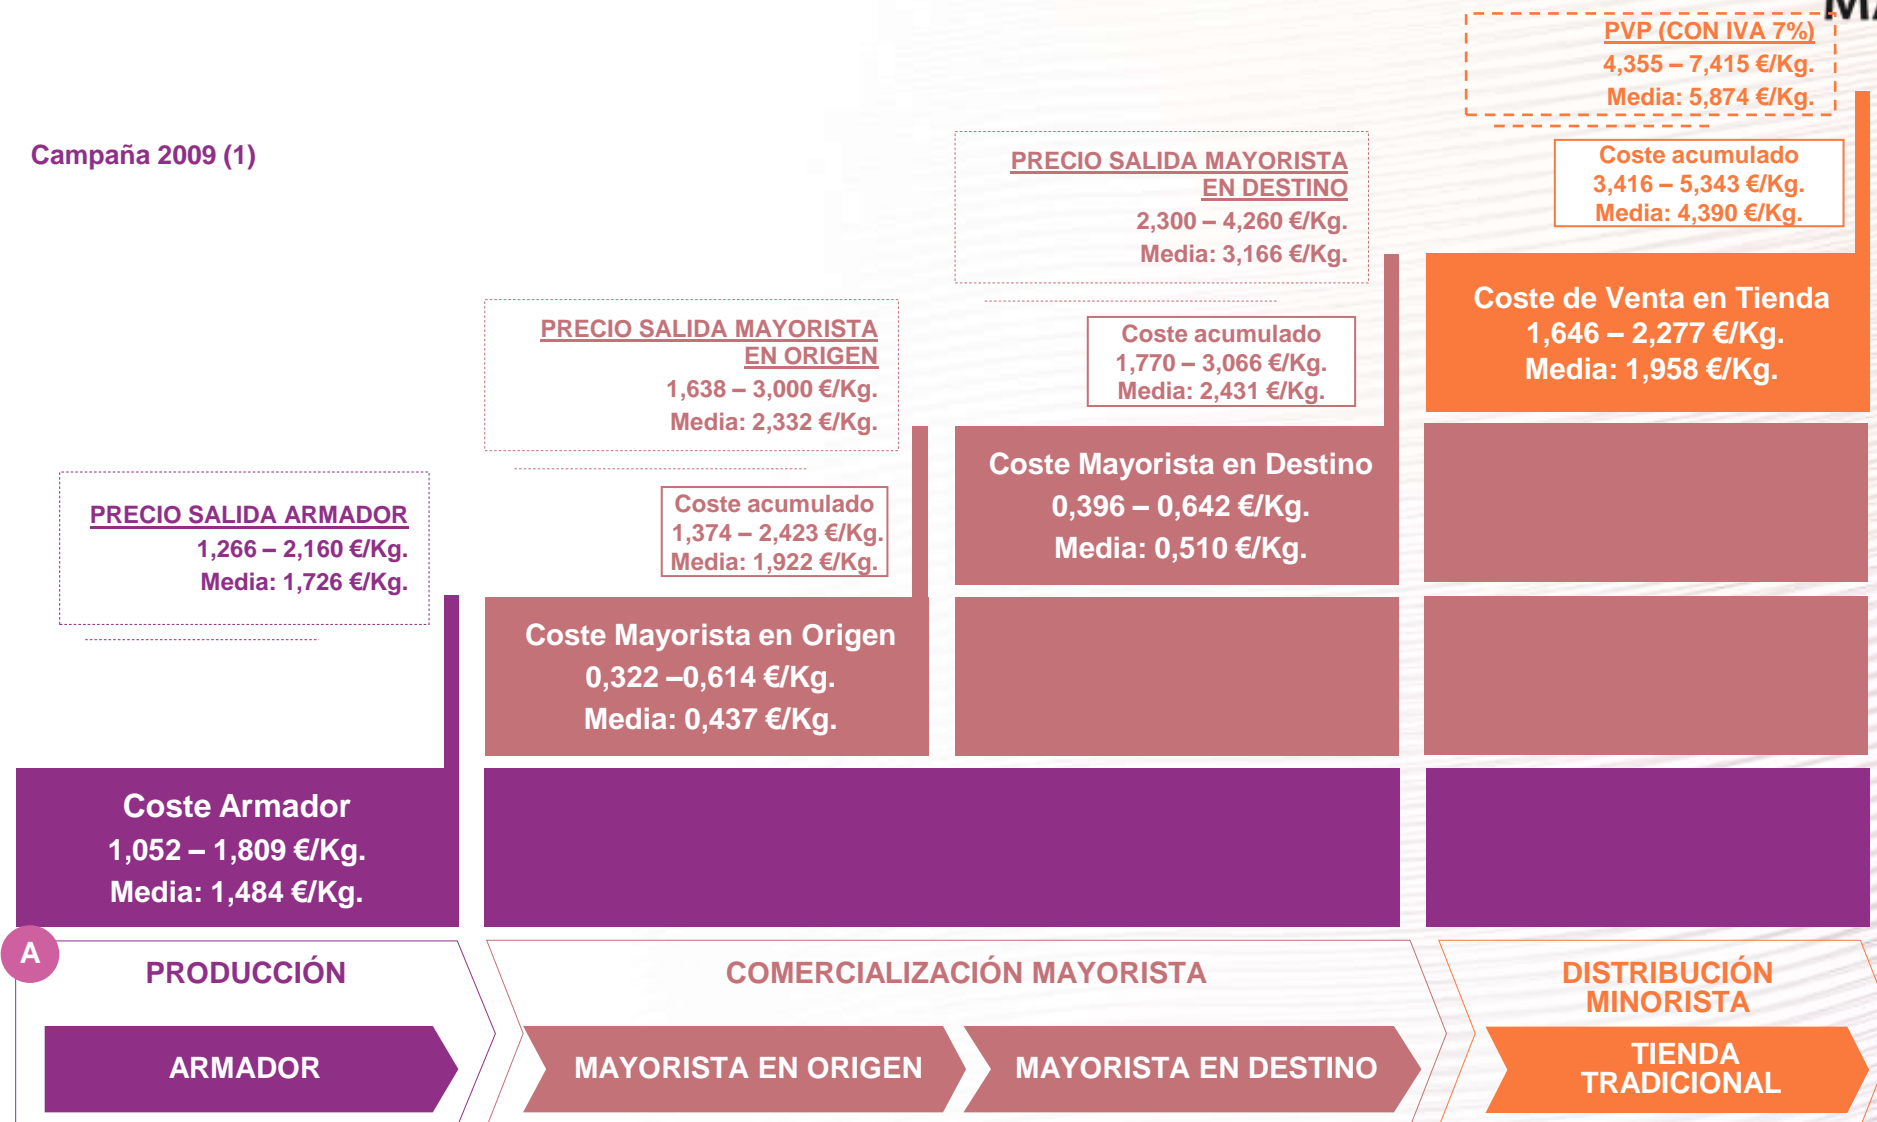 PVP (CON IVA 7%)
4,355 – 7,415 €/Kg.
Media: 5,874 €/Kg.
Campaña 2009 (1)
Coste acumulado
3,416 – 5,343 €/Kg.
Media: 4,390 €/Kg.
PRECIO SALIDA MAYORISTA
EN DESTINO
2,300 – 4,260 €/Kg.
Media: 3,166 €/Kg.
Coste de Venta en Tienda
1,646 – 2,277 €/Kg.
Media: 1,958 €/Kg.
PRECIO SALIDA MAYORISTA
EN ORIGEN
1,638 – 3,000 €/Kg.
Media: 2,332 €/Kg.
Coste acumulado
1,770 – 3,066 €/Kg.
Media: 2,431 €/Kg.
Coste Mayorista en Destino
0,396 – 0,642 €/Kg.
Media: 0,510 €/Kg.
PRECIO SALIDA ARMADOR
1,266 – 2,160 €/Kg.
Media: 1,726 €/Kg.
Coste acumulado
1,374 – 2,423 €/Kg.
Media: 1,922 €/Kg.
Coste Mayorista en Origen
0,322 –0,614 €/Kg.
Media: 0,437 €/Kg.
Coste Armador
1,052 – 1,809 €/Kg.
Media: 1,484 €/Kg.
A
PRODUCCIÓN
COMERCIALIZACIÓN MAYORISTA
DISTRIBUCIÓN
MINORISTA
ARMADOR
MAYORISTA EN ORIGEN
MAYORISTA EN DESTINO
TIENDA
TRADICIONAL